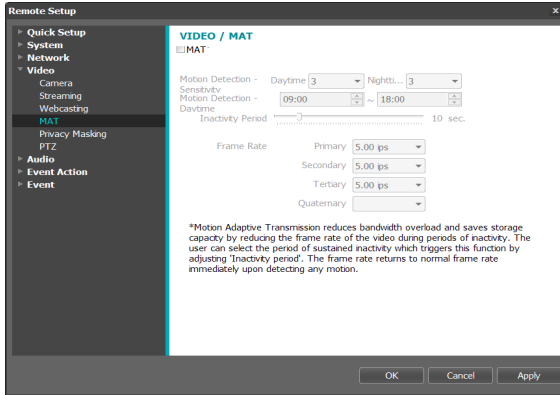 Remote Setup
x
Quick Setup
System
Network
Video
Camera
Streaming
Webcasting
MAT
Privacy Masking
PTZ
Audio
Event Action
Event
VIDEO / MAT
MAT*
Motion Detection - Sensitivity
Daytime 3 Nightti... 3
Motion Detection - Daytime
09:00 ~ 18:00
Inactivity Period 10 sec.
Frame Rate Primary 5.00 ips
Secondary 5.00 ips
Tertiary 5.00 ips
Quaternary
*Motion Adaptive Transmission reduces bandwidth overload and saves storage
capacity by reducing the frame rate of the video during periods of inactivity. The
user can select the period of sustained inactivity which triggers this function by
adjusting 'Inactivity period'. The frame rate returns to normal frame rate
immediately upon detecting any motion.
OK Cancel Apply